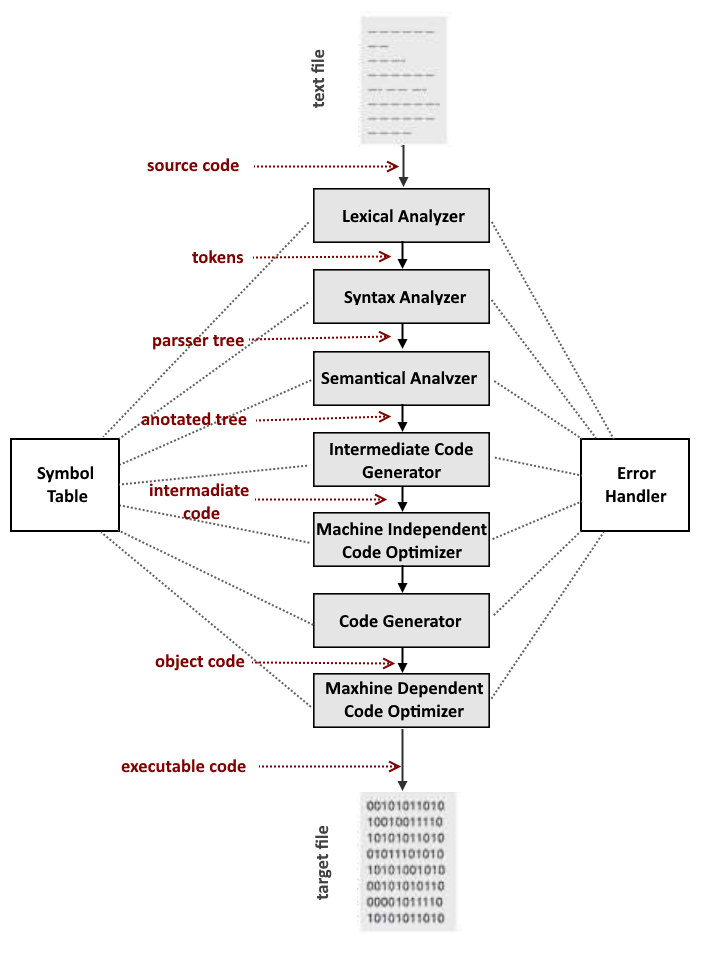 text file
source code
Lexical Analyzer
tokens
Syntax Analyzer
parsser tree
Semantical Analvzer
anotated tree
Symbol
Table
Intermediate Code
Generator
Error
Handler
intermadiate
code
Machine Independent
Code Optimizer
Code Generator
object code
Maxhine Dependent
Code Optimizer
executable code
target file
00101011010
10010011110
10101011010
01011101010
10101001010
00101010110
00001011110
10101011010